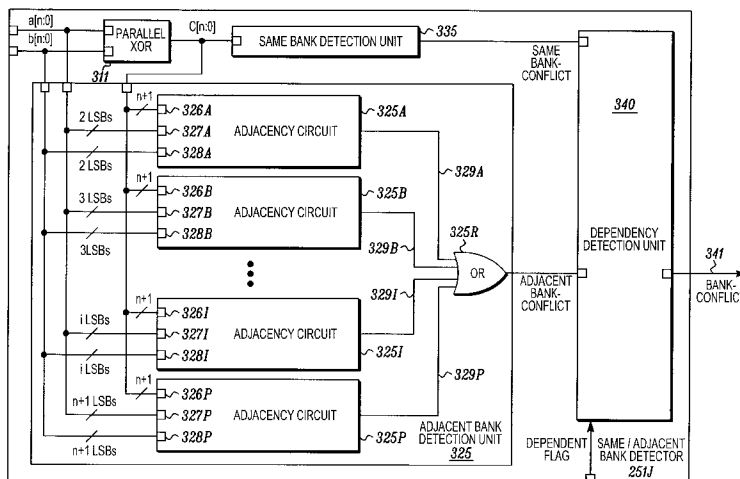 a[n:0]
b[n:0]
PARALLEL
XOR
311
C[n:0]
SAME BANK DETECTION UNIT
335
SAME
BANK-
CONFLICT
340
DEPENDENCY
DETECTION UNIT
341
BANK-
n+1
326A
2 LSBs
327A
328A
2 LSBs
ADJACENCY CIRCUIT
325A
329A
n+1
326B
3 LSBs
327B
328B
3LSBs
ADJACENCY CIRCUIT
325B
329B
325R
OR
ADJACENT
BANK-
CONFLICT
n+1
326I
i LSBs
327I
328I
i LSBs
ADJACENCY CIRCUIT
325I
329I
n+1
326P
n+1 LSBs
327P
328P
n+1 LSBs
ADJACENCY CIRCUIT
325P
329P
ADJACENT BANK
DETECTION UNIT
325
DEPENDENT
FLAG
SAME / ADJACENT
BANK DETECTOR
251J